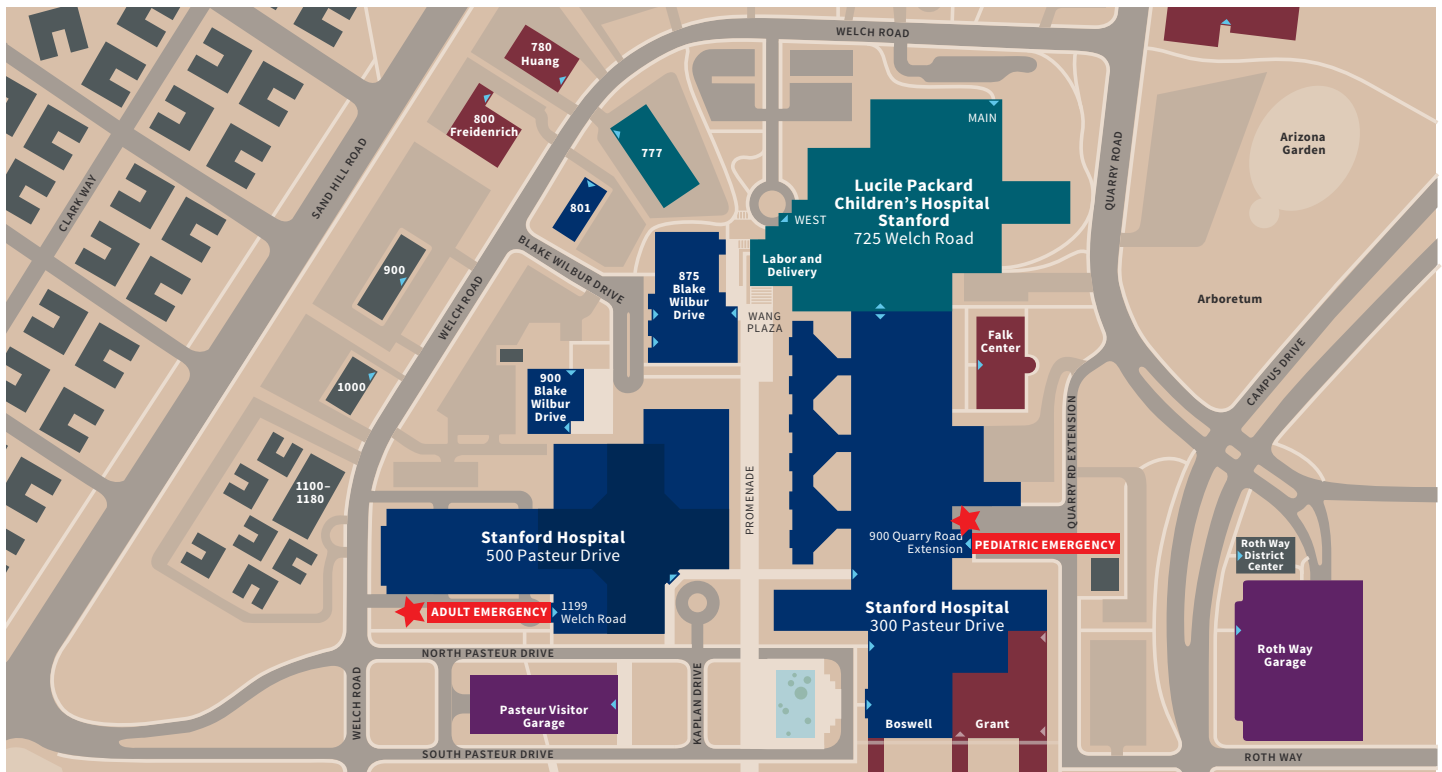 WELCH ROAD
780
Huang
800
Freidenrich
777
MAIN
Arizona
Garden
SAND HILL ROAD
CLARK WAY
QUARRY ROAD
Lucile Packard
Children's Hospital
Stanford
725 Welch Road
801
WEST
BLAKE WILBUR DRIVE
900
875
Blake
Wilbur
Drive
Labor and
Delivery
WELCH ROAD
Arboretum
WANG
PLAZA
Falk
Center
1000
900
Blake
Wilbur
Drive
CAMPUS DRIVE
QUARRY RD EXTENSION
1100–
1180
PROMENADE
Stanford Hospital
500 Pasteur Drive
900 Quarry Road
Extension
PEDIATRIC EMERGENCY
Roth Way
District
Center
ADULT EMERGENCY
1199
Welch Road
Stanford Hospital
300 Pasteur Drive
NORTH PASTEUR DRIVE
Roth Way
Garage
WELCH ROAD
KAPLAN DRIVE
Pasteur Visitor
Garage
Boswell
Grant
SOUTH PASTEUR DRIVE
ROTH WAY